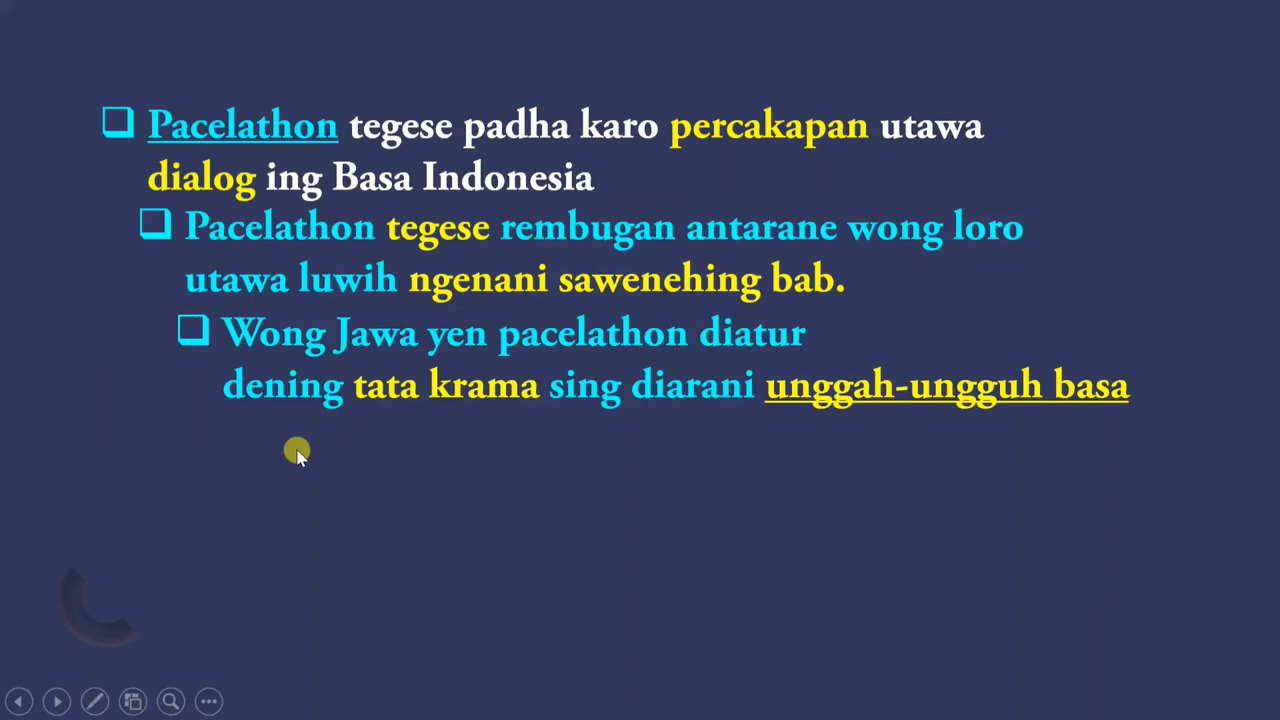 Pacelathon tegese padha karo percakapan utawa
dialog ing Basa Indonesia
Pacelathon tegese rembugan antarane wong loro
utawa luwih ngenani sawenehing bab.
Wong Jawa yen pacelathon diatur
dening tata krama sing diarani unggah-ungguh basa